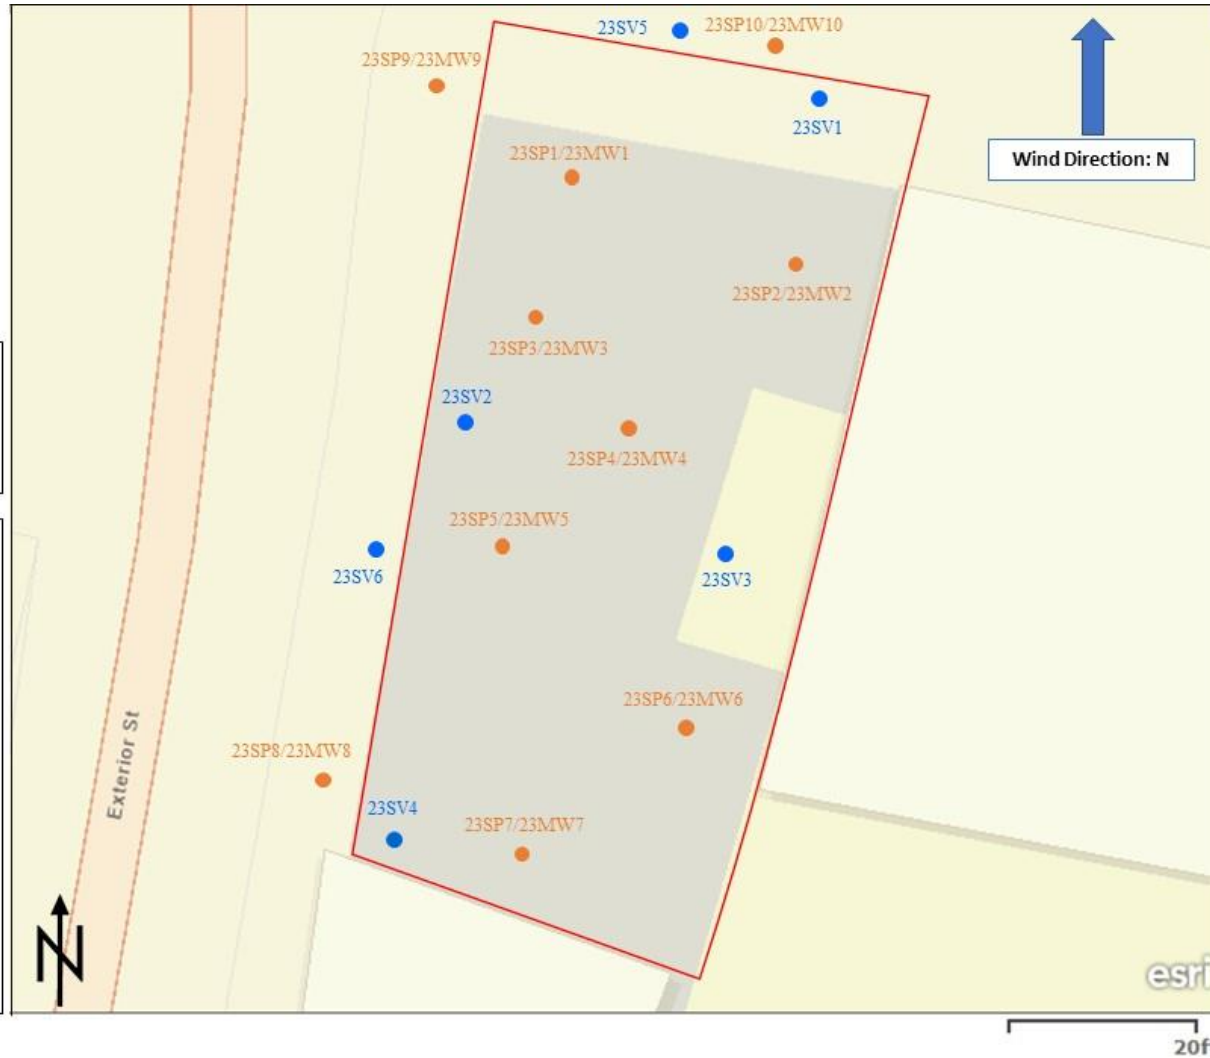 23SV5
23SP10/23MW10
23SP9/23MW9
23SV1
Wind Direction: N
23SP1/23MW1
23SP2/23MW2
23SP3/23MW3
23SV2
23SP4/23MW4
23SP5/23MW5
23SV6
23SV3
23SP6/23MW6
Exterior St
23SP8/23MW8
23SV4
23SP7/23MW7
N
esri
20f